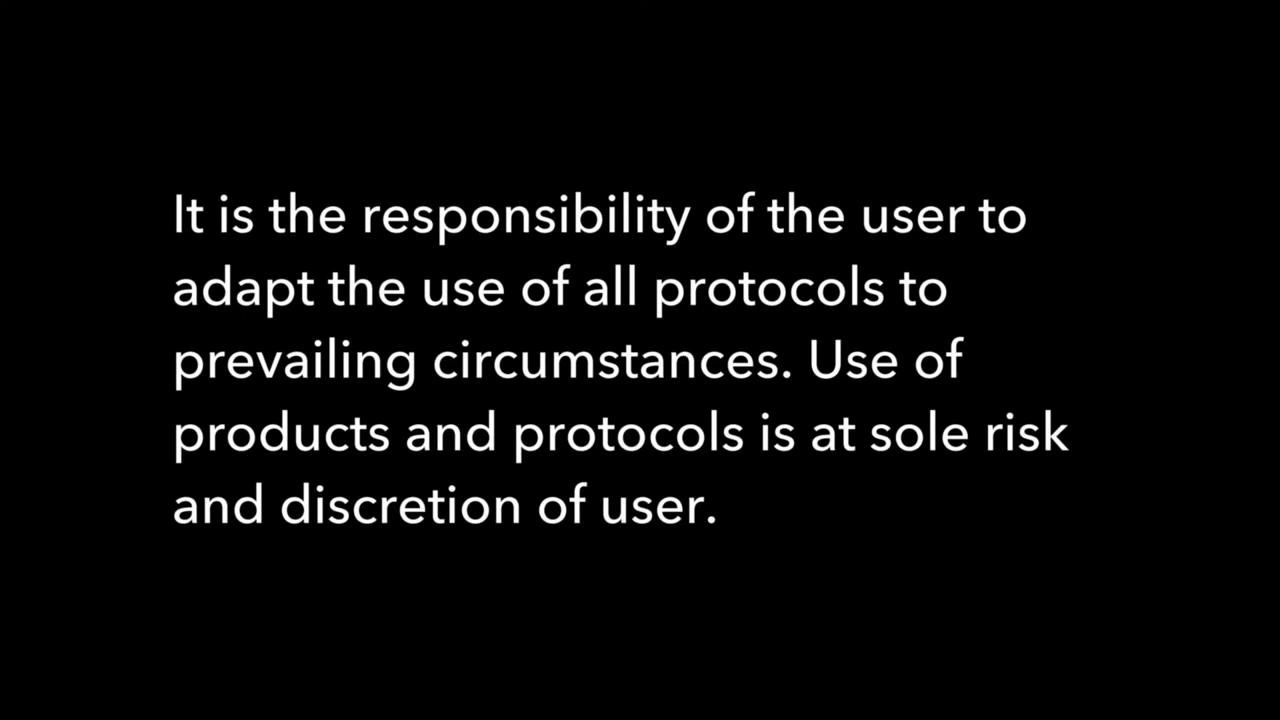 It is the responsibility of the user to
adapt the use of all protocols to
prevailing circumstances. Use of
products and protocols is at sole risk
and discretion of user.